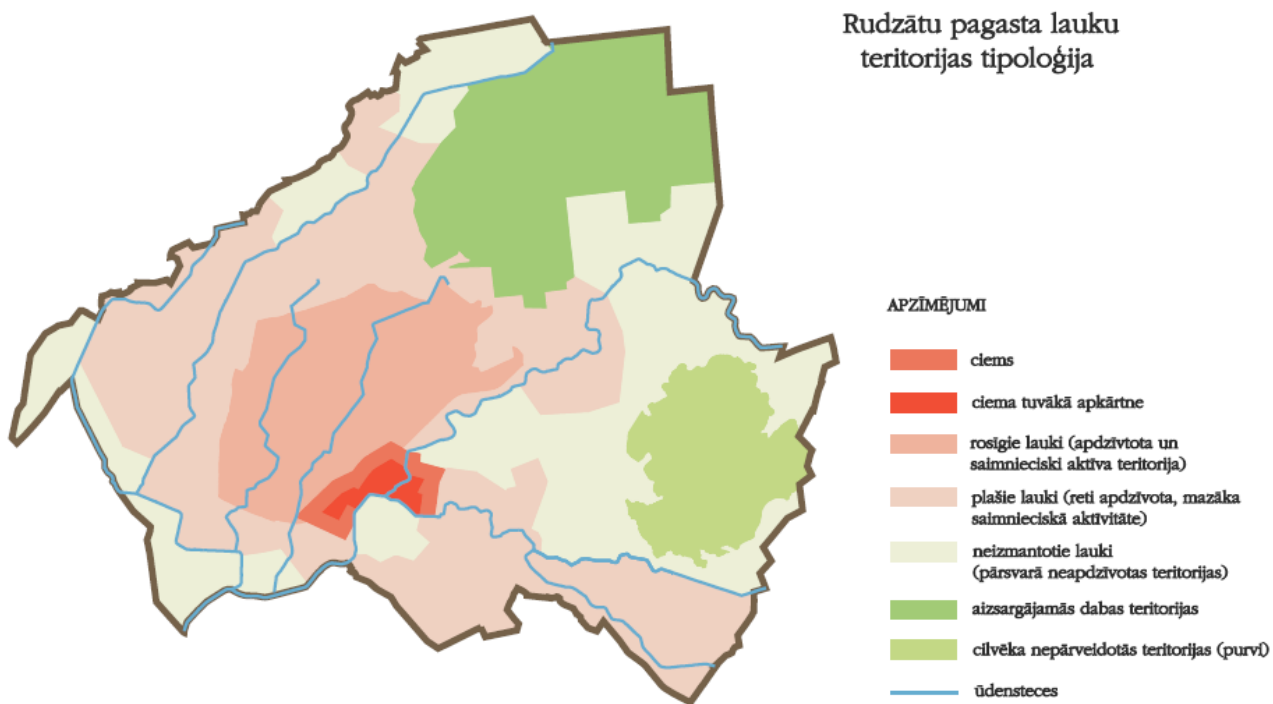 Rudzātu pagasta lauku
teritorijas tipoloģija
APZĪMĒJUMI
ciems
ciema tuvākā apkārtne
rosīgie lauki (apdzīvtota un
saimnieciski aktīva teritorija)
plašie lauki (reti apdzīvota, mazāka
saimnieciskā aktīvitāte)
neizmantotie lauki
(pārsvarā neapdzīvotas teritorijas)
aizsargājamās dabas teritorijas
cilvēka nepārveidotās teritorijas (purvi)
ūdensteces